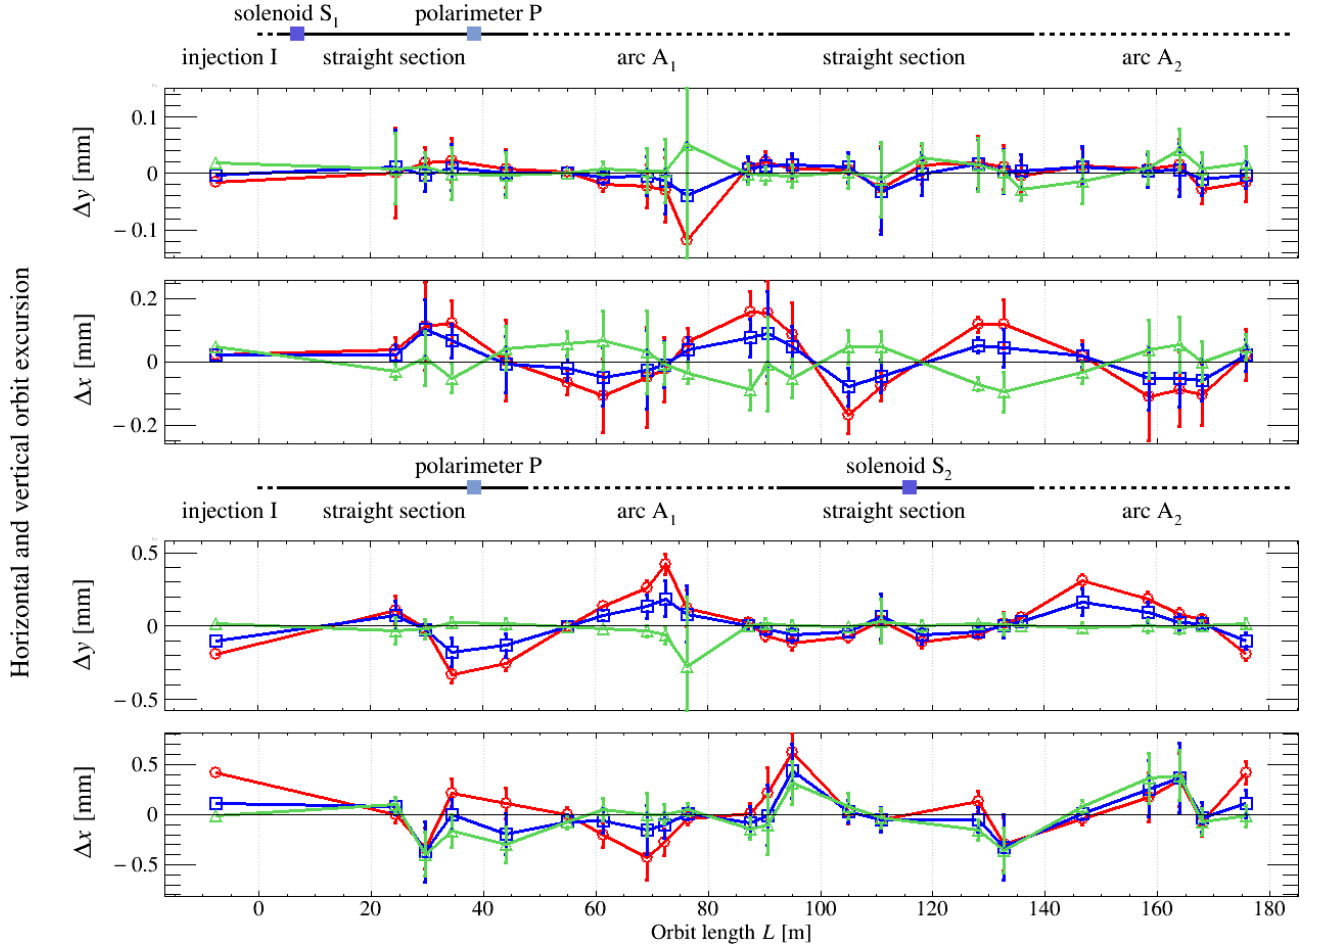 solenoid S1 polarimeter P
injection I straight section arc A1 straight section arc A2
0.1
0
− 0.1
Δy [mm]
0.2
0
− 0.2
Δx [mm]
Horizontal and vertical orbit excursion
polarimeter P solenoid S2
injection I straight section arc A1 straight section arc A2
0.5
0
− 0.5
Δy [mm]
0.5
0
− 0.5
Δx [mm]
0 20 40 60 80 100 120 140 160 180
Orbit length L [m]